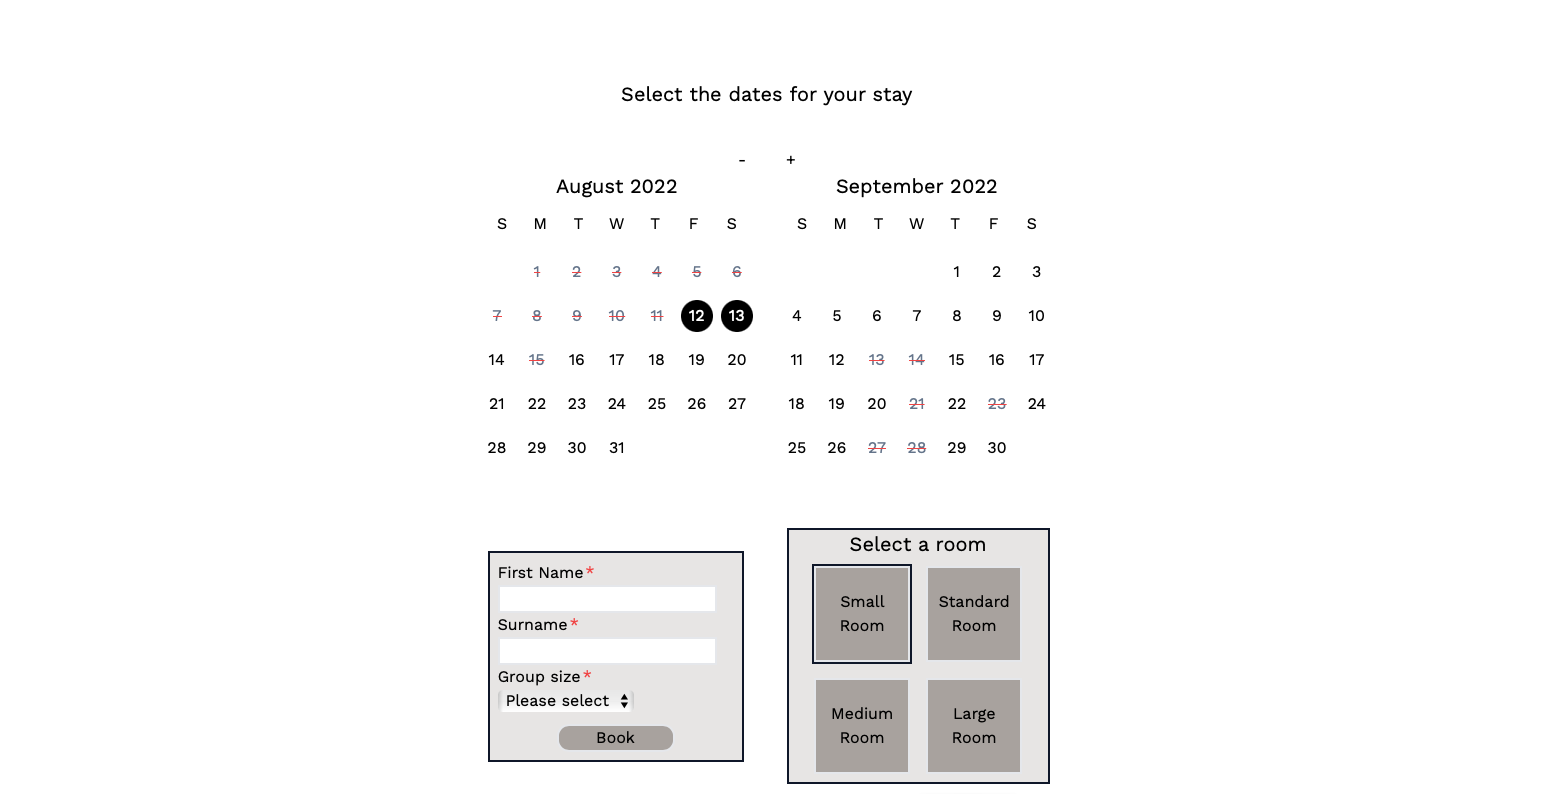 Select the dates for your stay
- +
August 2022
S M T W T F S
1 2 3 4 5 6
7 8 9 10 11 12 13
14 15 16 17 18 19 20
21 22 23 24 25 26 27
28 29 30 31
September 2022
S M T W T F S
1 2 3
4 5 6 7 8 9 10
11 12 13 14 15 16 17
18 19 20 21 22 23 24
25 26 27 28 29 30
First Name*
Surname*
Group size*
Please select
Book
Select a room
Small
Room
Standard
Room
Medium
Room
Large
Room